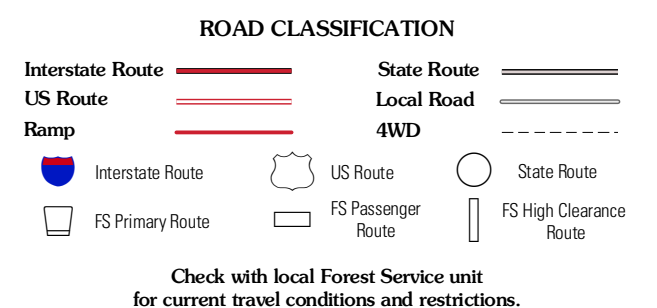 ROAD CLASSIFICATION
Interstate Route
State Route
US Route
Local Road
Ramp
4WD
Interstate Route
US Route
State Route
FS Primary Route
FS Passenger
Route
FS High Clearance
Route
Check with local Forest Service unit
for current travel conditions and restrictions.